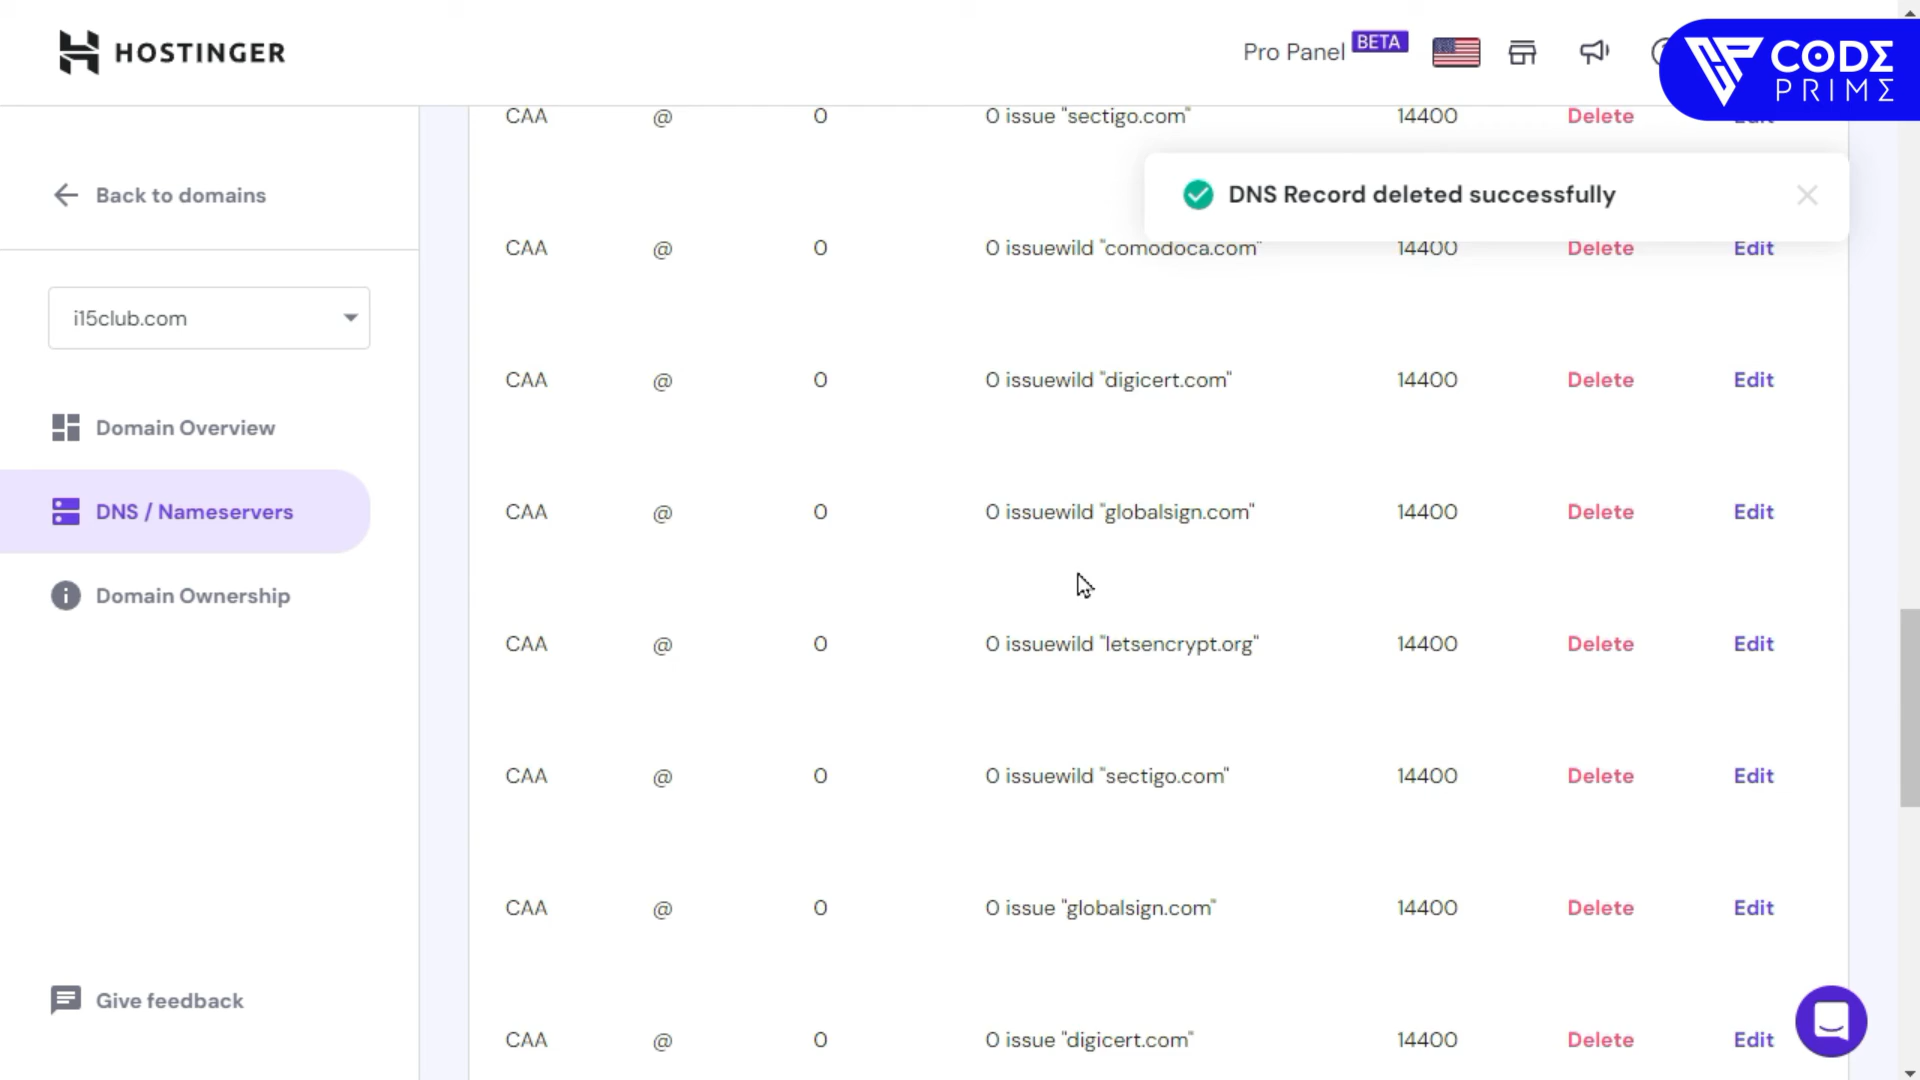 HOSTINGER
Pro Panel BETA
CODE
PRIME
Back to domains
i15club.com
Domain Overview
DNS / Nameservers
Domain Ownership
Give feedback
CAA @ 0 0 issue "sectigo.com" 14400 Delete Edit
DNS Record deleted successfully
CAA @ 0 0 issuewild "comodoca.com" 14400 Delete Edit
CAA @ 0 0 issuewild "digicert.com" 14400 Delete Edit
CAA @ 0 0 issuewild "globalsign.com" 14400 Delete Edit
CAA @ 0 0 issuewild "letsencrypt.org" 14400 Delete Edit
CAA @ 0 0 issuewild "sectigo.com" 14400 Delete Edit
CAA @ 0 0 issue "globalsign.com" 14400 Delete Edit
CAA @ 0 0 issue "digicert.com" 14400 Delete Edit